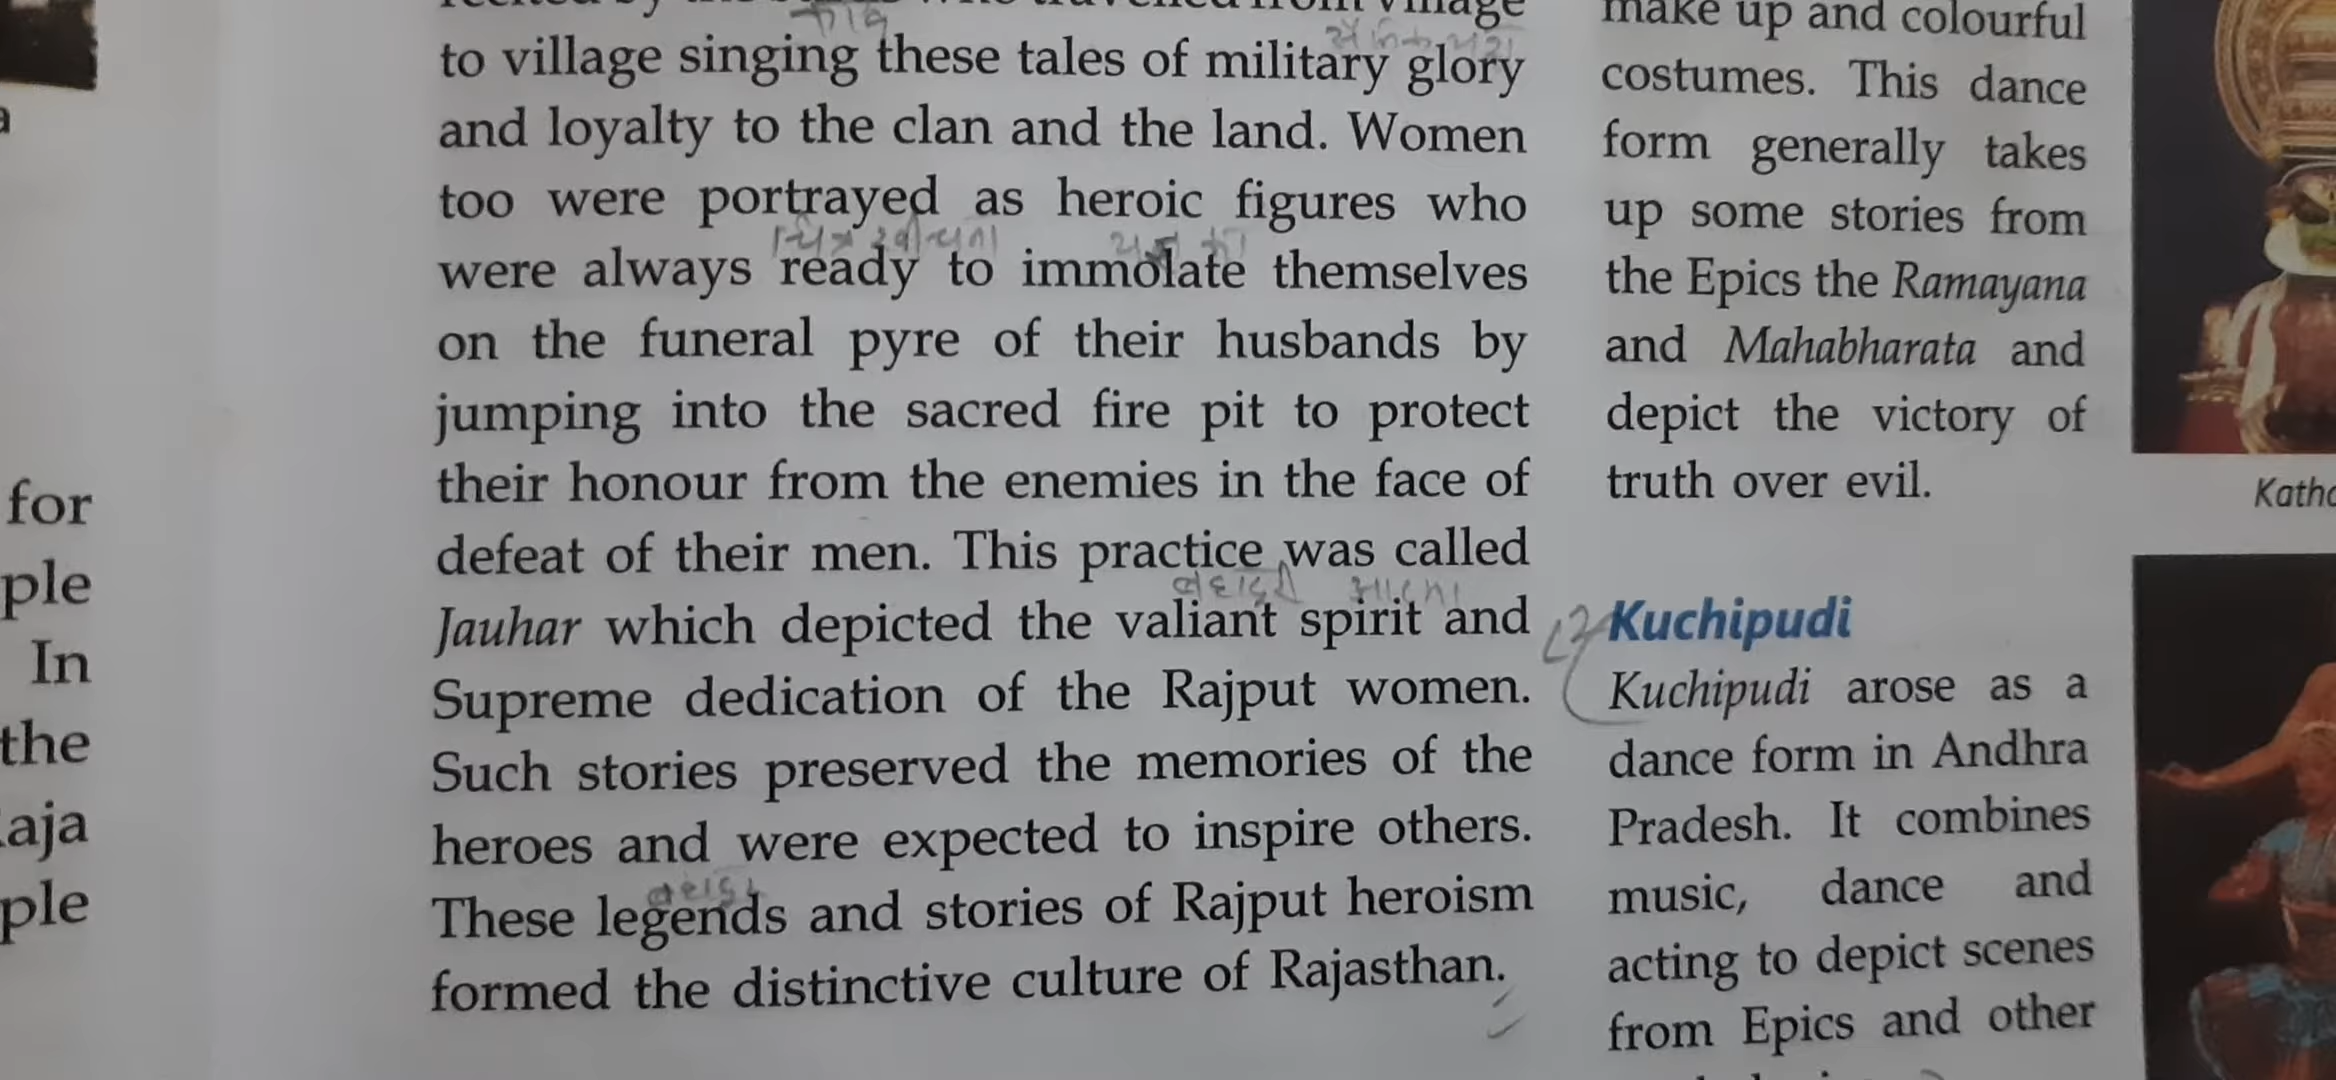 to village singing these tales of military glory
and loyalty to the clan and the land. Women
too were portrayed as heroic figures who
were always ready to immolate themselves
on the funeral pyre of their husbands by
jumping into the sacred fire pit to protect
their honour from the enemies in the face of
defeat of their men. This practice was called
Jauhar which depicted the valiant spirit and
Supreme dedication of the Rajput women.
Such stories preserved the memories of the
heroes and were expected to inspire others.
These legends and stories of Rajput heroism
formed the distinctive culture of Rajasthan.
make up and colourful
costumes. This dance
form generally takes
up some stories from
the Epics the Ramayana
and Mahabharata and
depict the victory of
truth over evil.
Kuchipudi
Kuchipudi arose as a
dance form in Andhra
Pradesh. It combines
music, dance and
acting to depict scenes
from Epics and other
for
ple
In
the
aja
ple